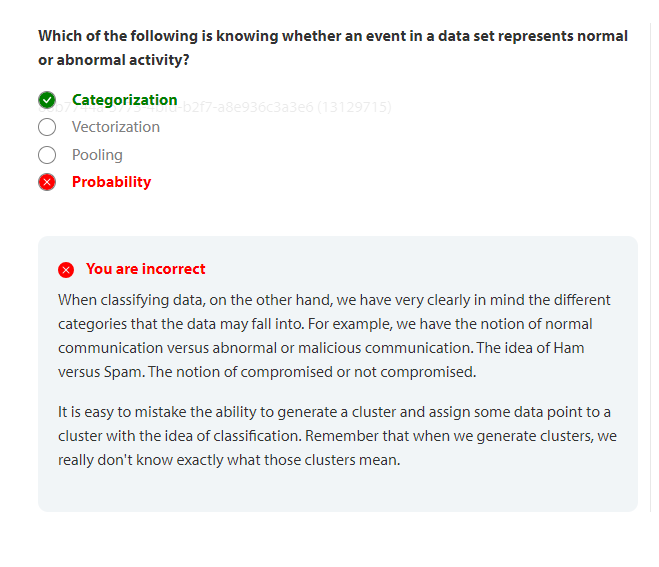 Which of the following is knowing whether an event in a data set represents normal
or abnormal activity?
Categorization
Vectorization
Pooling
Probability
You are incorrect
When classifying data, on the other hand, we have very clearly in mind the different
categories that the data may fall into. For example, we have the notion of normal
communication versus abnormal or malicious communication. The idea of Ham
versus Spam. The notion of compromised or not compromised.
It is easy to mistake the ability to generate a cluster and assign some data point to a
cluster with the idea of classification. Remember that when we generate clusters, we
really don't know exactly what those clusters mean.